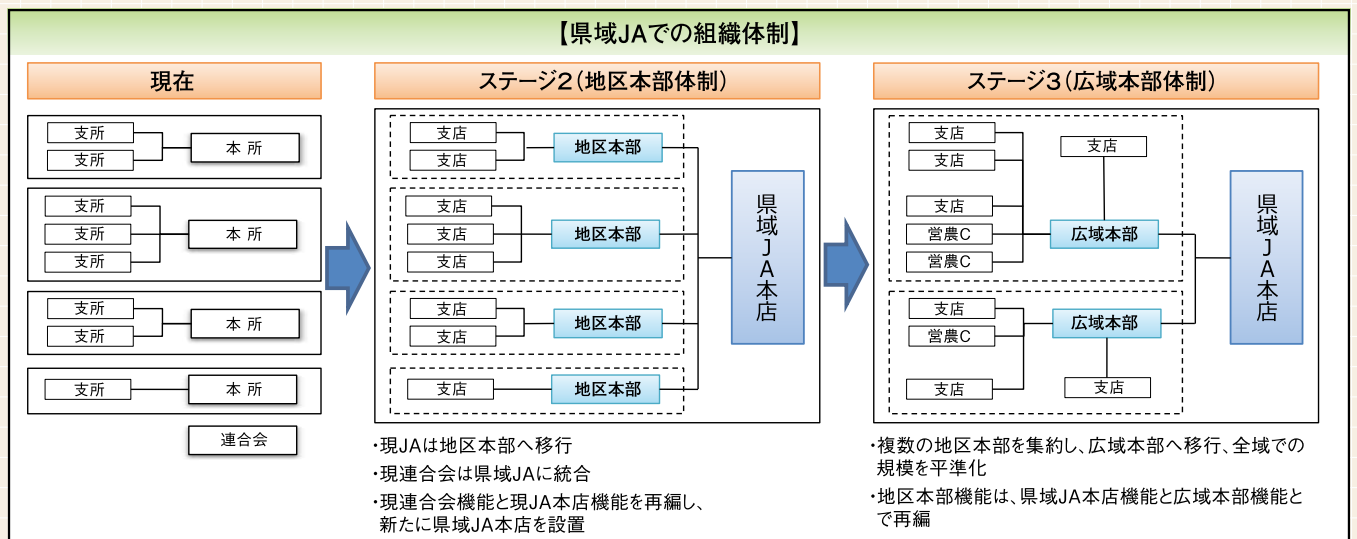 【県域JAでの組織体制】
現在
支所
支所
本 所
支所
支所
支所
本 所
支所
支所
本 所
支所
本 所
連合会
ステージ2(地区本部体制)
支店
支店
地区本部
支店
支店
支店
地区本部
支店
支店
地区本部
支店
地区本部
県域JA本店
・現JAは地区本部へ移行
・現連合会は県域JAに統合
・現連合会機能と現JA本店機能を再編し、
新たに県域JA本店を設置
ステージ3(広域本部体制)
支店
支店
支店
支店
営農C
営農C
広域本部
支店
営農C
支店
広域本部
支店
県域JA本店
・複数の地区本部を集約し、広域本部へ移行、全域での
規模を平準化
・地区本部機能は、県域JA本店機能と広域本部機能と
で再編